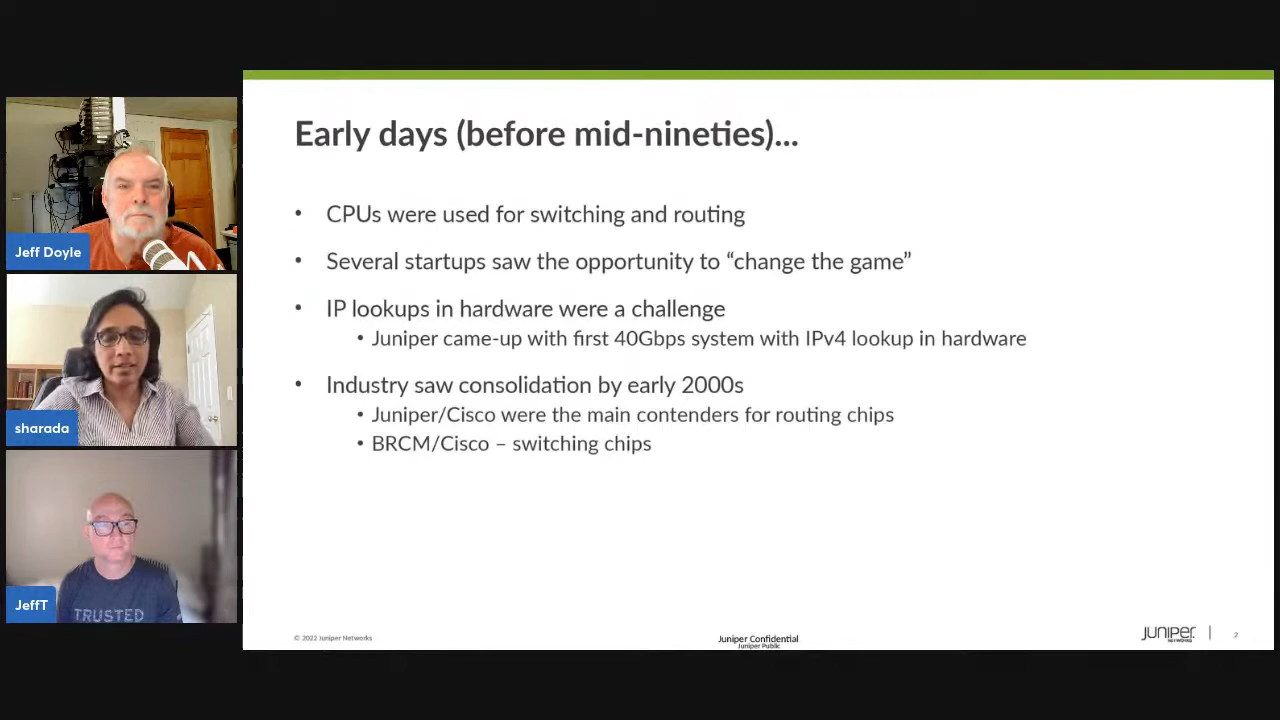 Early days (before mid-nineties)...
• CPUs were used for switching and routing
• Several startups saw the opportunity to “change the game”
• IP lookups in hardware were a challenge
• Juniper came-up with first 40Gbps system with IPv4 lookup in hardware
• Industry saw consolidation by early 2000s
• Juniper/Cisco were the main contenders for routing chips
• BRCM/Cisco – switching chips
Jeff Doyle
sharada
TRUSTED
JeffT
© 2022 Juniper Networks
Juniper Confidential
Juniper Public
JUNIPER
NETWORKS
2